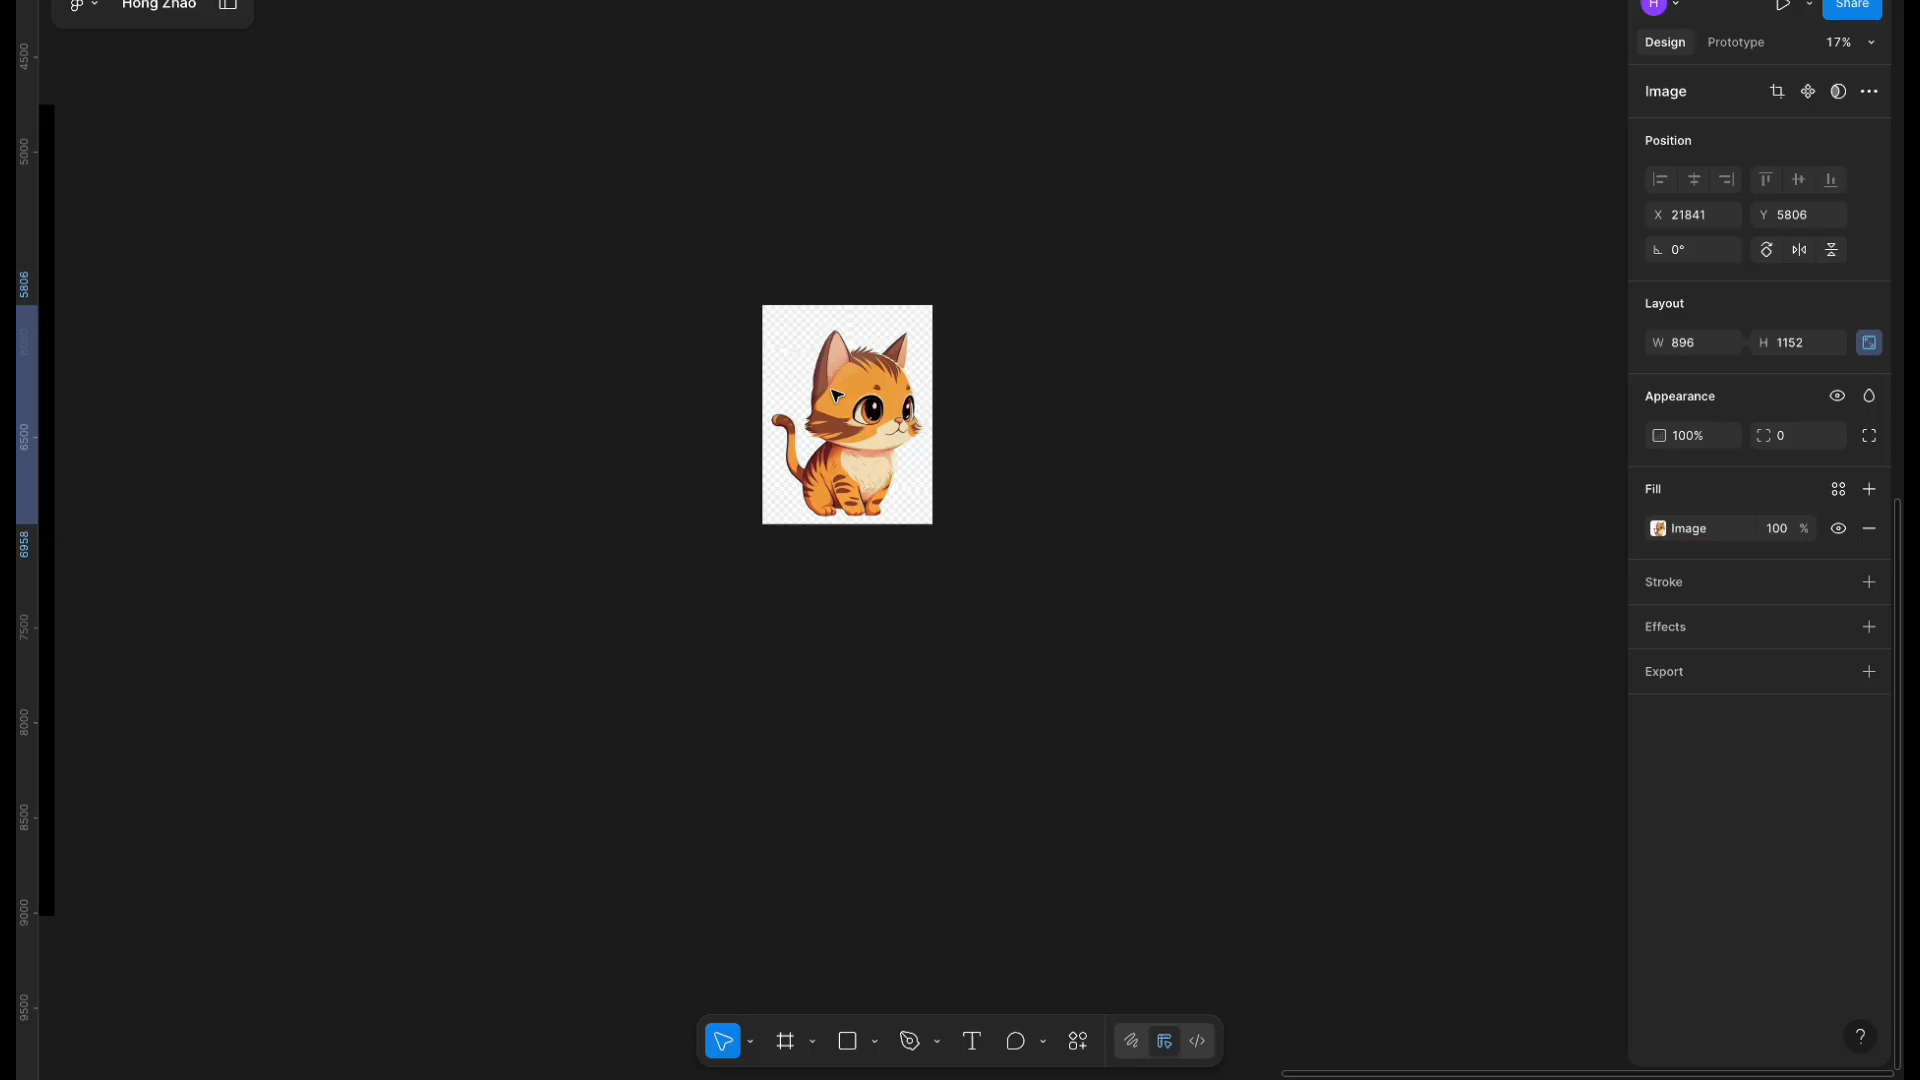 Hong Zhao
H
Share
Design Prototype 17%
Image
Position
X 21841 Y 5806
0°
Layout
W 896 H 1152
Appearance
100% 0
Fill
Image 100 %
Stroke
Effects
Export
?
4500
5000
5806
6000
6500
6958
7500
8000
8500
9000
9500